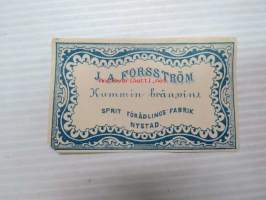 J. A. FORSSTRÖM
Kummin bränvin
SPRIT FÖRÄDLINGS FABRIK
NYSTAD.